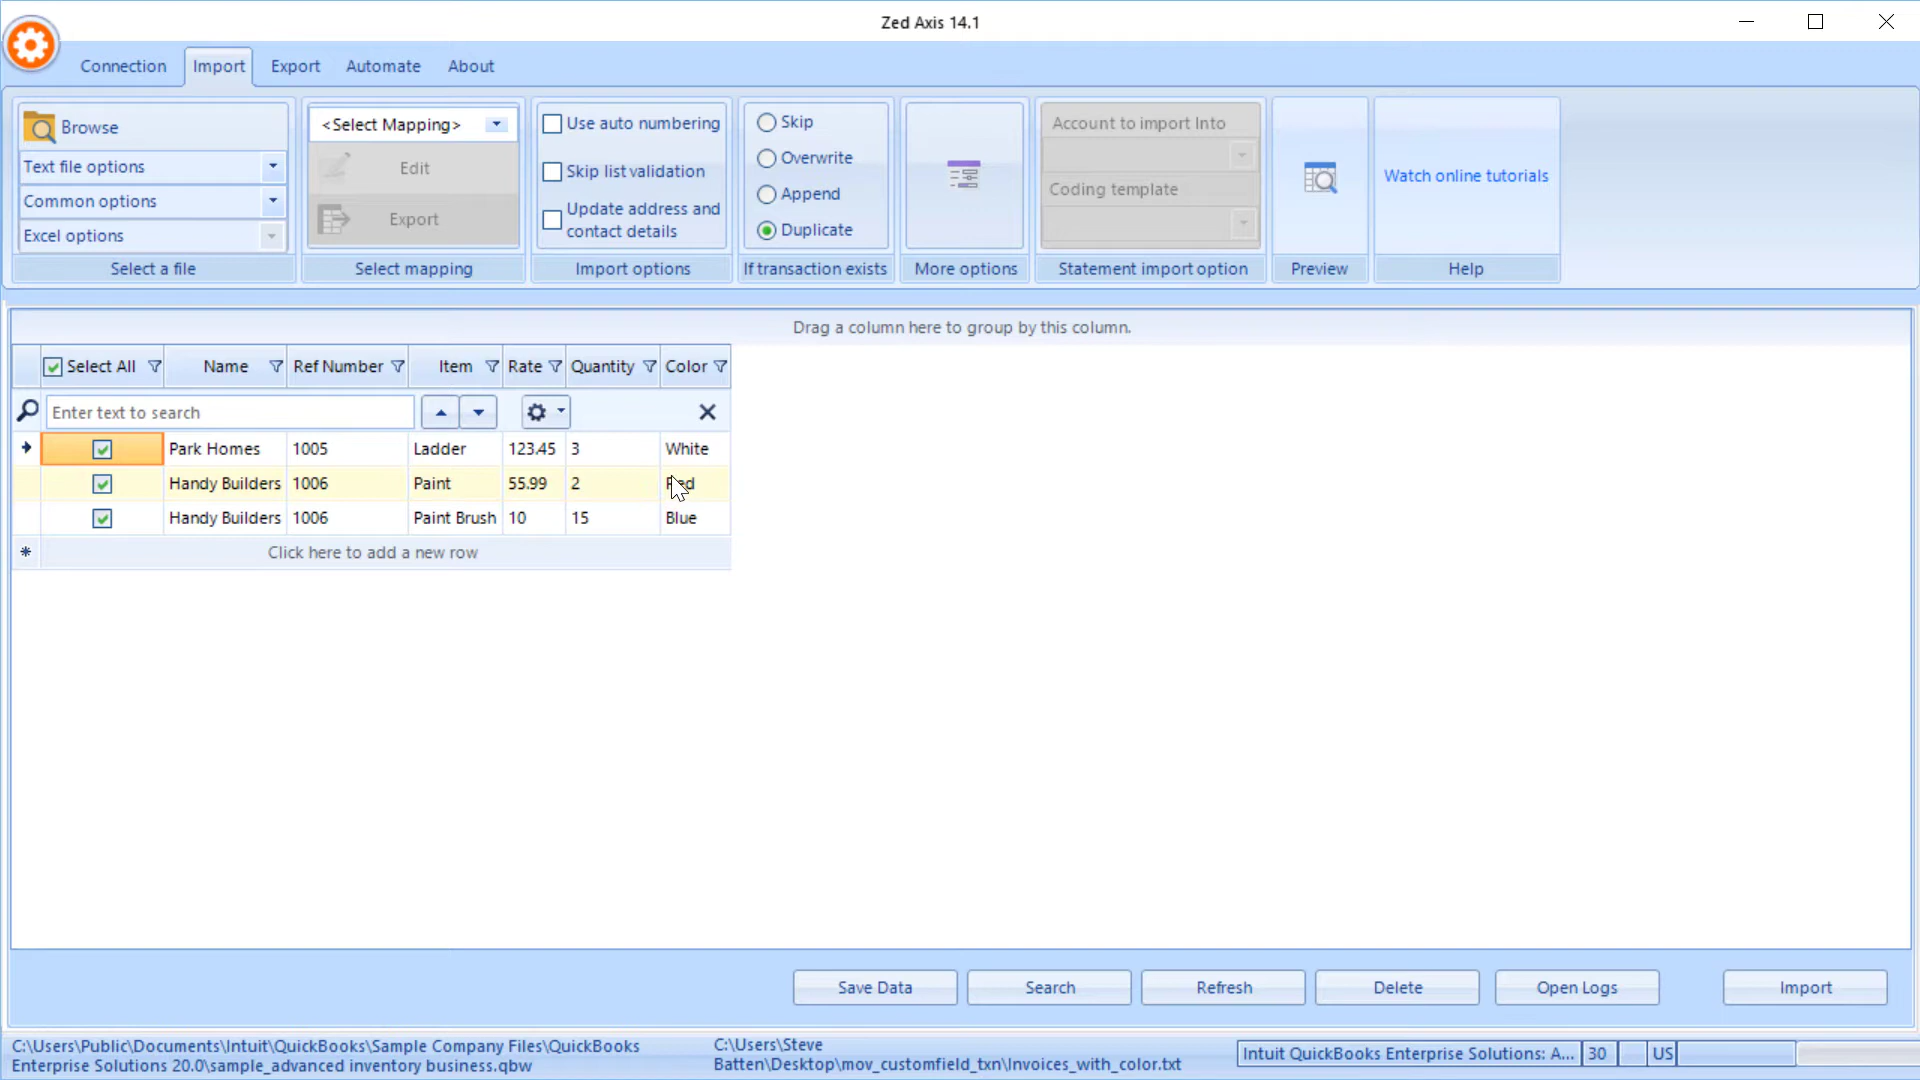 Zed Axis 14.1
Connection Import Export Automate About
Browse
Text file options
Common options
Excel options
Select a file
<Select Mapping>
Edit
Export
Select mapping
Use auto numbering
Skip list validation
Update address and
contact details
Import options
Skip
Overwrite
Append
Duplicate
If transaction exists
More options
Account to import Into
Coding template
Statement import option
Preview
Watch online tutorials
Help
Drag a column here to group by this column.
Select All Name Ref Number Item Rate Quantity Color
Enter text to search
Park Homes 1005 Ladder 123.45 3 White
Handy Builders 1006 Paint 55.99 2 Red
Handy Builders 1006 Paint Brush 10 15 Blue
Click here to add a new row
Save Data Search Refresh Delete Open Logs Import
C:\Users\Public\Documents\Intuit\QuickBooks\Sample Company Files\QuickBooks
Enterprise Solutions 20.0\sample_advanced inventory business.qbw
C:\Users\Steve
Batten\Desktop\mov_customfield_txn\Invoices_with_color.txt
Intuit QuickBooks Enterprise Solutions: A... 30 US